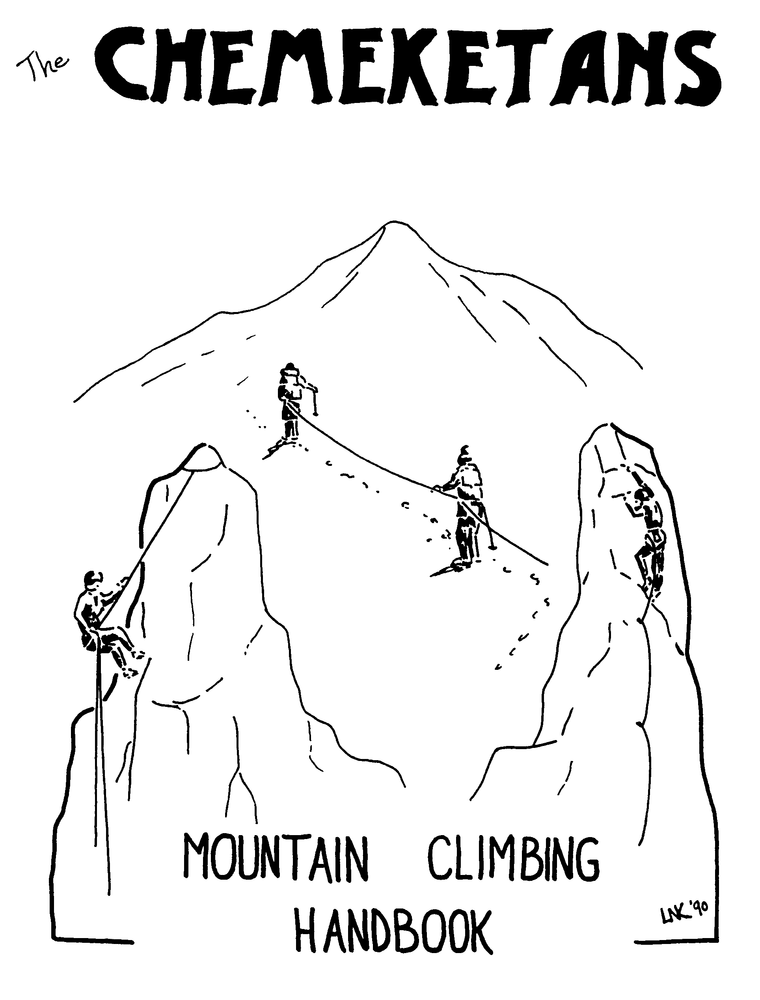 The CHEMEKETANS
MOUNTAIN CLIMBING
HANDBOOK
LNK '90